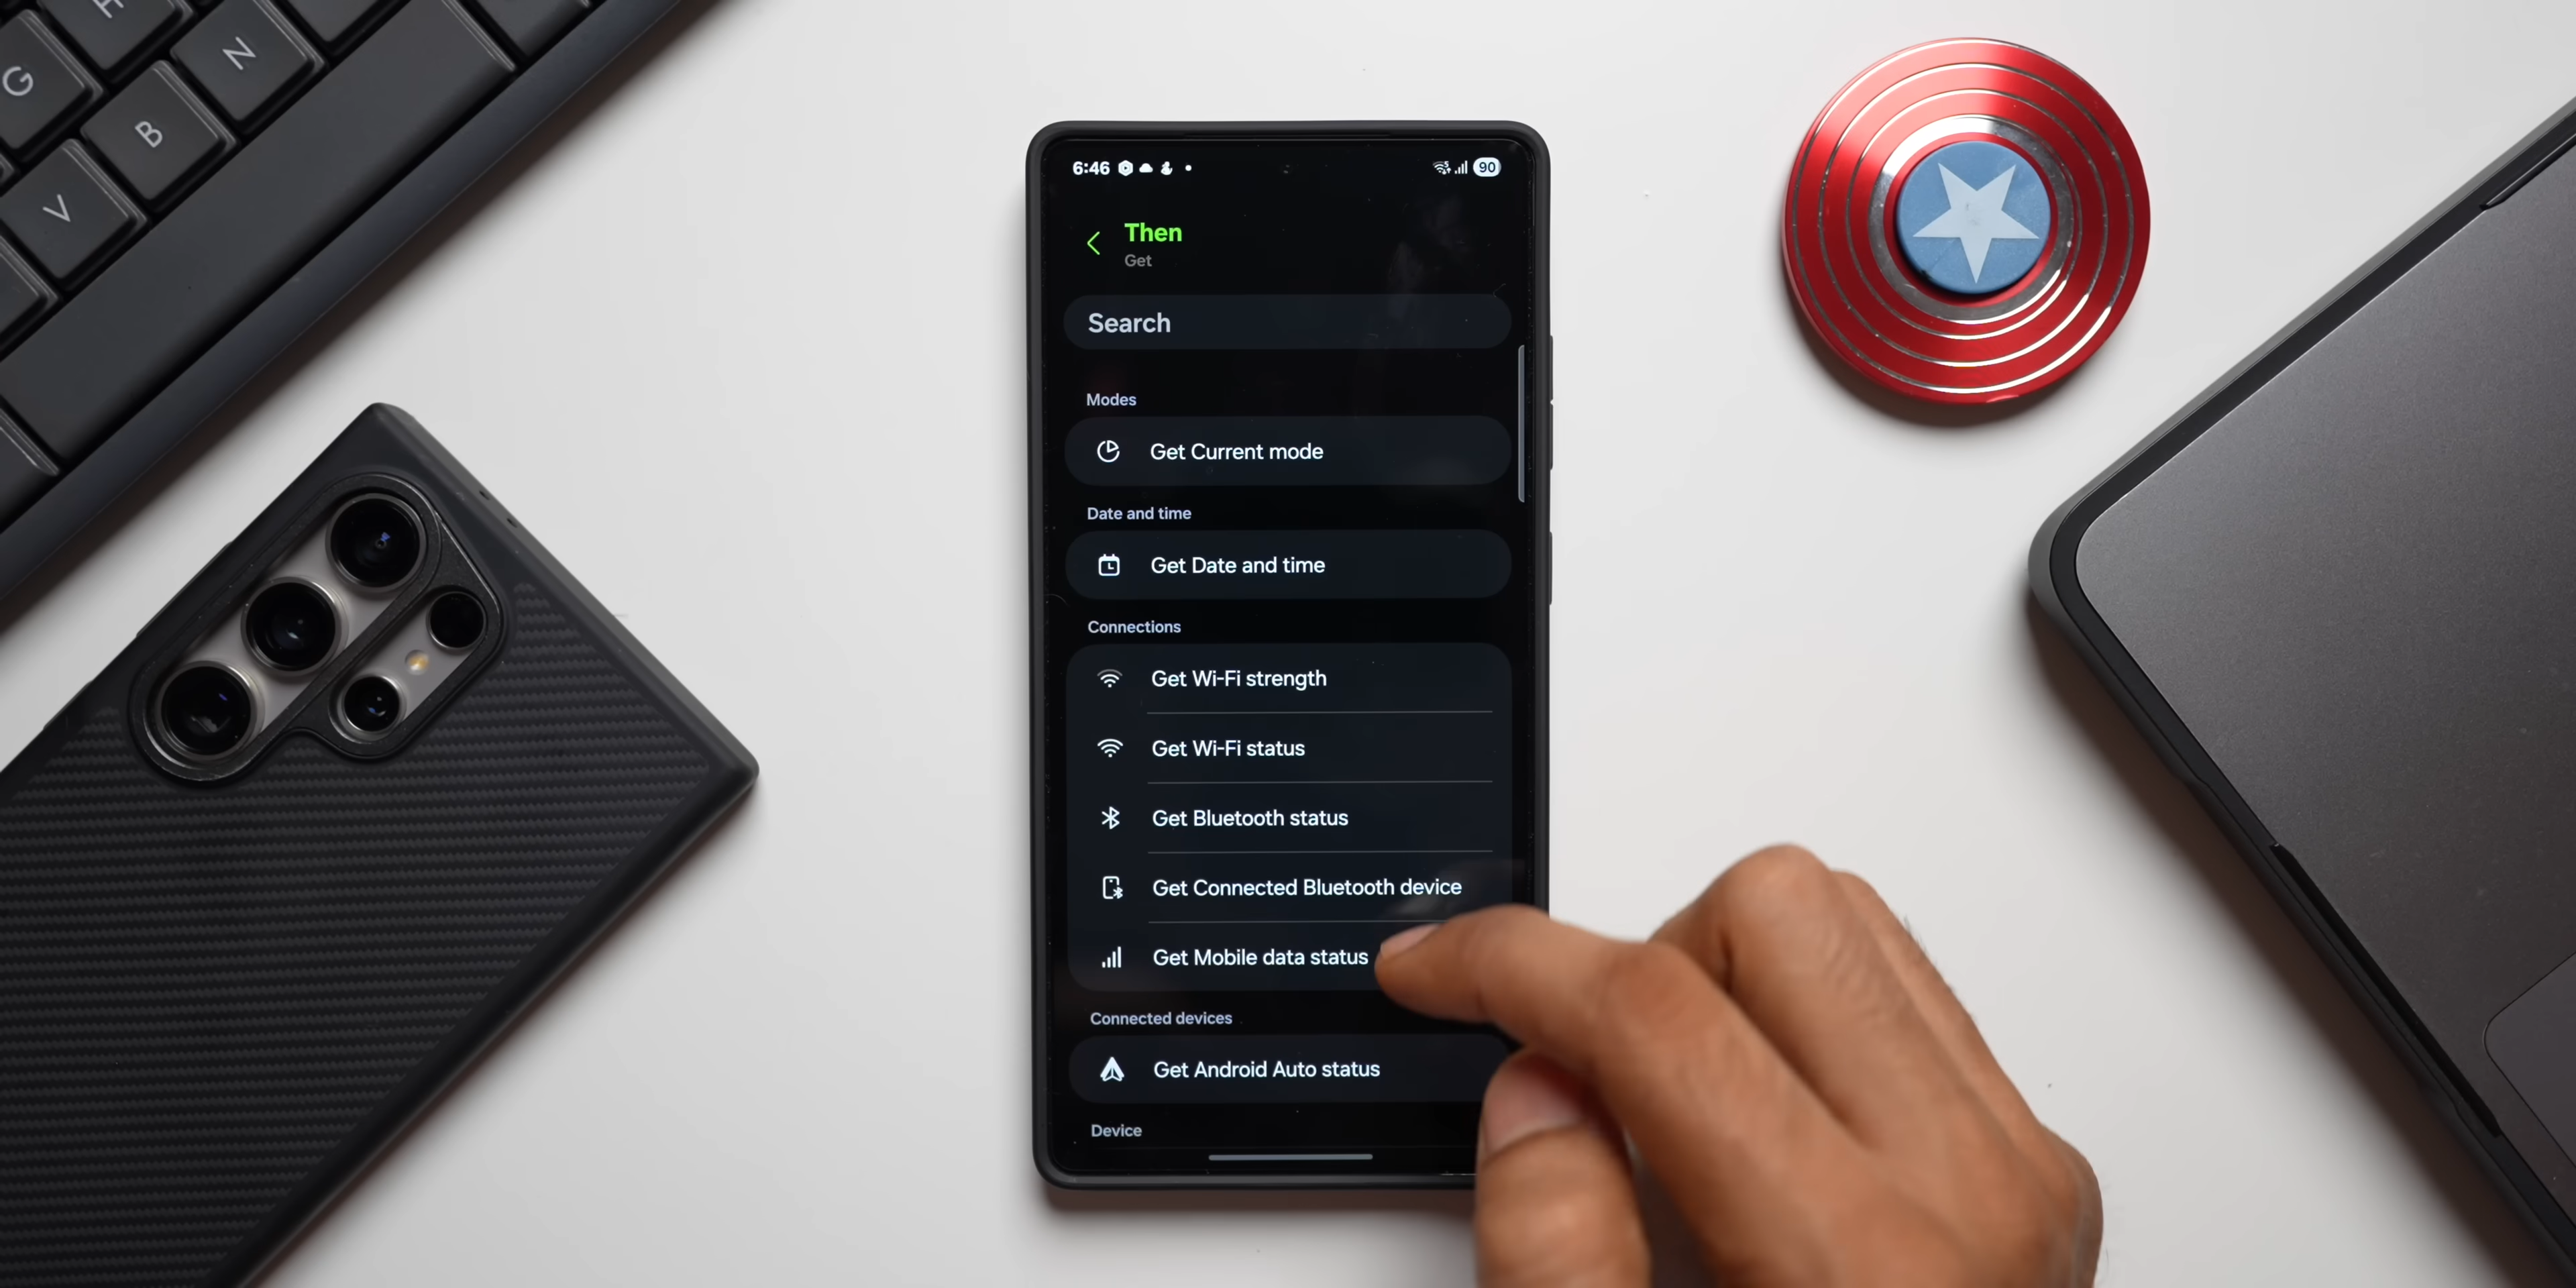 G
H
V
B
N
6:46
90
Then
Get
Search
Modes
Get Current mode
Date and time
Get Date and time
Connections
Get Wi-Fi strength
Get Wi-Fi status
Get Bluetooth status
Get Connected Bluetooth device
Get Mobile data status
Connected devices
Get Android Auto status
Device